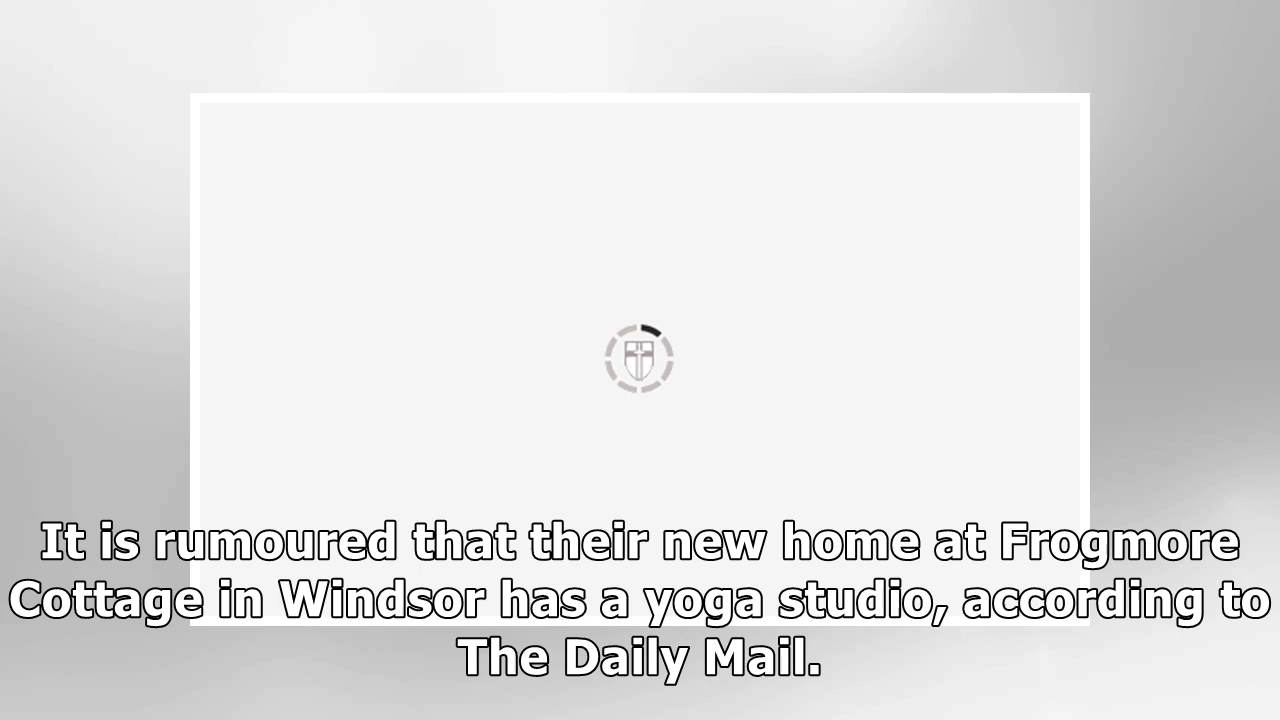 It is rumoured that their new home at Frogmore
Cottage in Windsor has a yoga studio, according to
The Daily Mail.